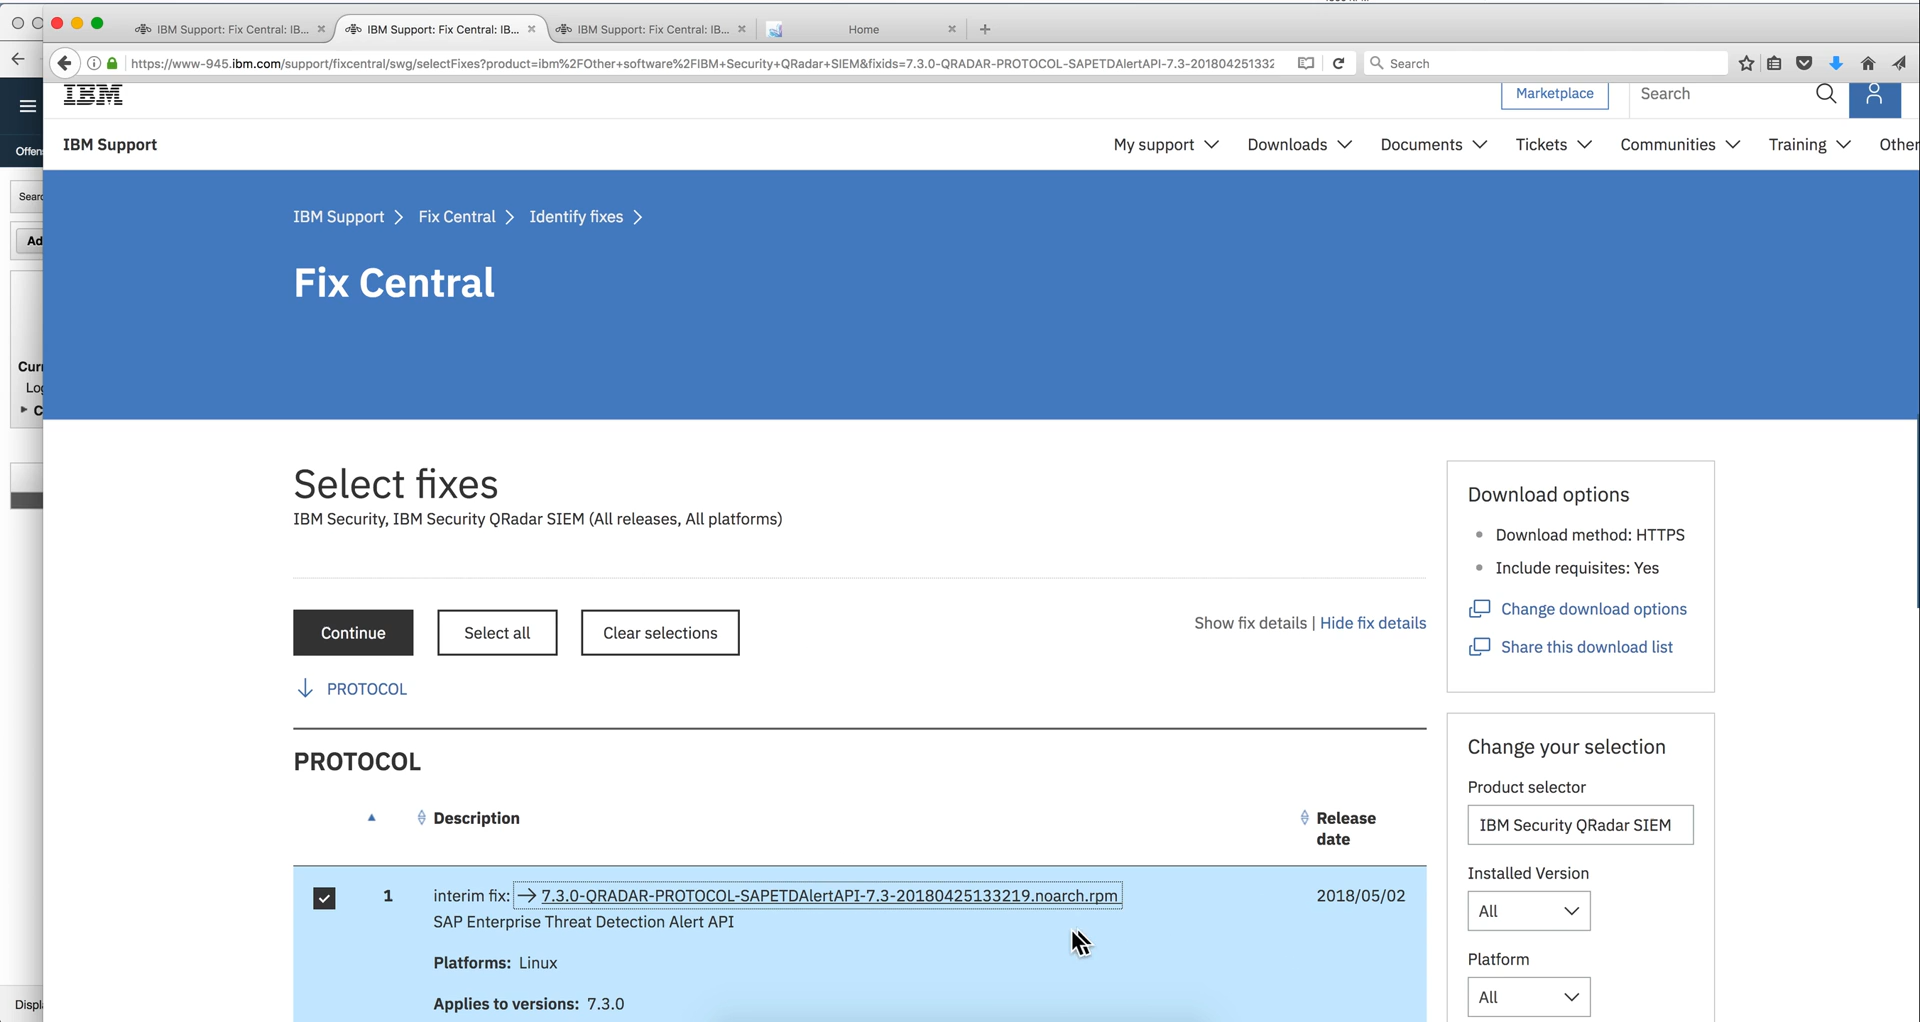 IBM Support: Fix Central: IB...
IBM Support: Fix Central: IB...
IBM Support: Fix Central: IB...
Home
https://www-945.ibm.com/support/fixcentral/swg/selectFixes?product=ibm%2FOther+software%2FIBM+Security+QRadar+SIEM&fixids=7.3.0-QRADAR-PROTOCOL-SAPETDAlertAPI-7.3-201804251332
Search
IBM
Marketplace
Search
Offen
IBM Support
My support
Downloads
Documents
Tickets
Communities
Training
Other
Searc
Ad
IBM Support > Fix Central > Identify fixes >
Fix Central
Curr
Log
C
Select fixes
IBM Security, IBM Security QRadar SIEM (All releases, All platforms)
Continue
Select all
Clear selections
Show fix details | Hide fix details
PROTOCOL
PROTOCOL
Description
Release
date
1
interim fix: → 7.3.0-QRADAR-PROTOCOL-SAPETDAlertAPI-7.3-20180425133219.noarch.rpm
2018/05/02
SAP Enterprise Threat Detection Alert API
Platforms: Linux
Applies to versions: 7.3.0
Download options
• Download method: HTTPS
• Include requisites: Yes
Change download options
Share this download list
Change your selection
Product selector
IBM Security QRadar SIEM
Installed Version
All
Platform
All
Displ